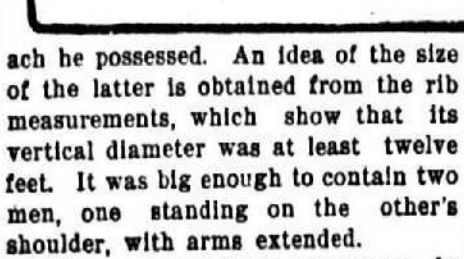 ach he possessed. An idea of the size
of the latter is obtained from the rib
measurements, which show that its
vertical diameter was at least twelve
feet. It was big enough to contain two
men, one standing on the other's
shoulder, with arms extended.